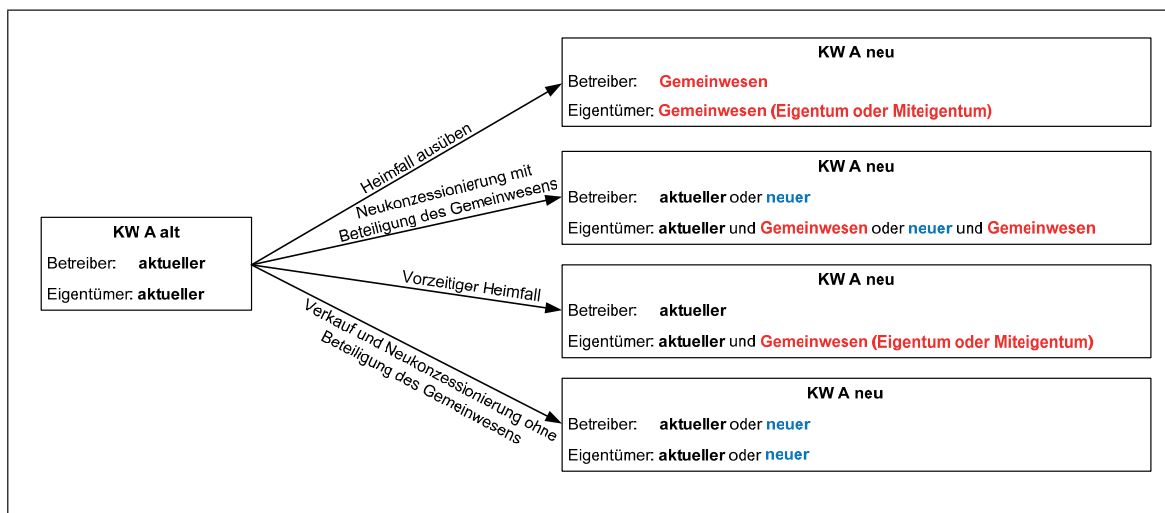 KW A alt
Betreiber: aktueller
Eigentümer: aktueller
Heimfall ausüben
Neukonzessionierung mit
Beteiligung des Gemeinwesens
Vorzeitiger Heimfall
Verkauf und Neukonzessionierung ohne
Beteiligung des Gemeinwesens
KW A neu
Betreiber: Gemeinwesen
Eigentümer: Gemeinwesen (Eigentum oder Miteigentum)
KW A neu
Betreiber: aktueller oder neuer
Eigentümer: aktueller und Gemeinwesen oder neuer und Gemeinwesen
KW A neu
Betreiber: aktueller
Eigentümer: aktueller und Gemeinwesen (Eigentum oder Miteigentum)
KW A neu
Betreiber: aktueller oder neuer
Eigentümer: aktueller oder neuer